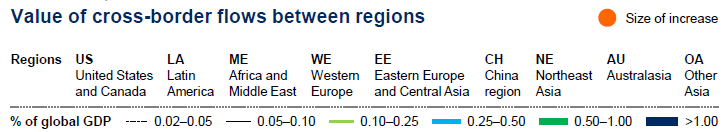 Value of cross-border flows between regions
Size of increase
Regions US LA ME WE EE CH NE AU OA
United States Latin Africa and Western Eastern Europe China Northeast Australasia Other
and Canada America Middle East Europe and Central Asia region Asia Asia
% of global GDP 0.02–0.05 0.05–0.10 0.10–0.25 0.25–0.50 0.50–1.00 >1.00